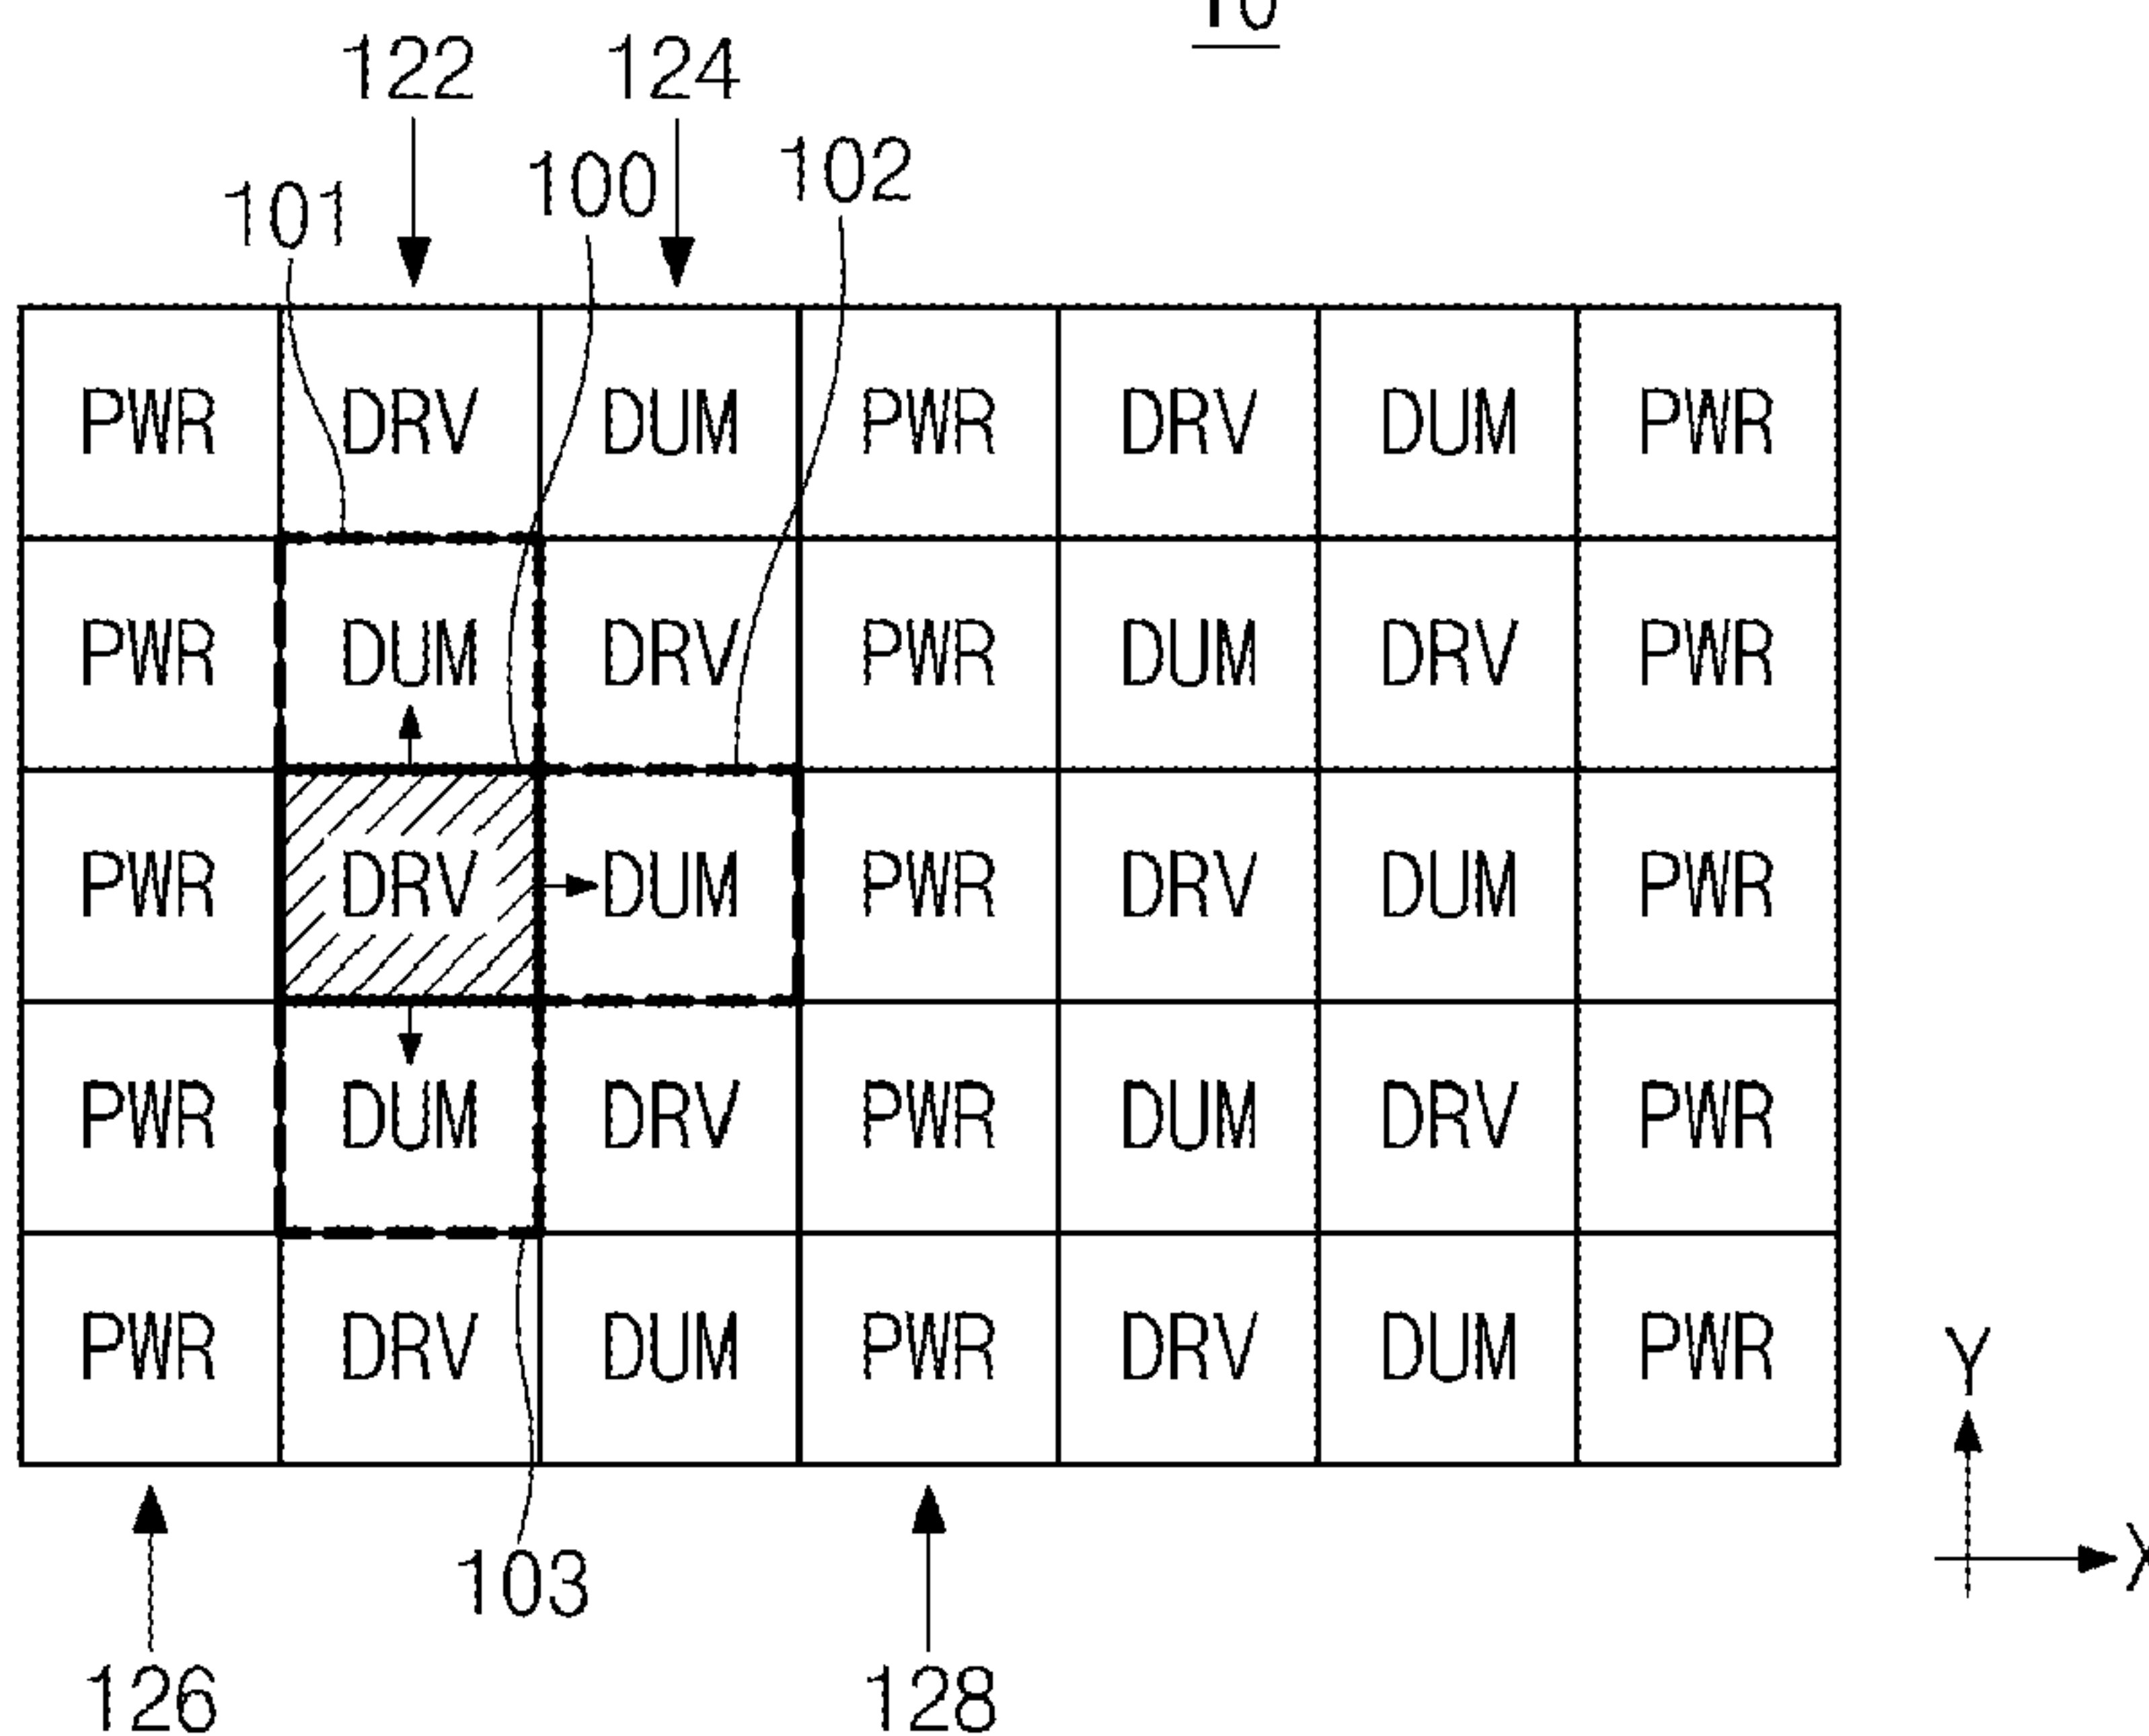 10
122 124
101 100 102
PWR DRV DUM PWR DRV DUM PWR
PWR DUM DRV PWR DUM DRV PWR
PWR DRV DUM PWR DRV DUM PWR
PWR DUM DRV PWR DUM DRV PWR
PWR DRV DUM PWR DRV DUM PWR
Y
X
103
126 128